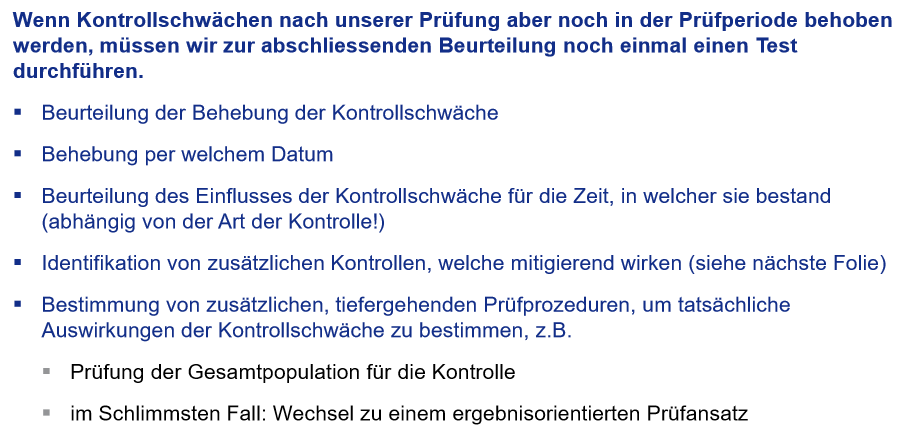 Wenn Kontrollschwächen nach unserer Prüfung aber noch in der Prüfperiode behoben
werden, müssen wir zur abschliessenden Beurteilung noch einmal einen Test
durchführen.
▪ Beurteilung der Behebung der Kontrollschwäche
▪ Behebung per welchem Datum
▪ Beurteilung des Einflusses der Kontrollschwäche für die Zeit, in welcher sie bestand
(abhängig von der Art der Kontrolle!)
▪ Identifikation von zusätzlichen Kontrollen, welche mitigierend wirken (siehe nächste Folie)
▪ Bestimmung von zusätzlichen, tiefergehenden Prüfprozeduren, um tatsächliche
Auswirkungen der Kontrollschwäche zu bestimmen, z.B.
▪ Prüfung der Gesamtpopulation für die Kontrolle
▪ im Schlimmsten Fall: Wechsel zu einem ergebnisorientierten Prüfansatz